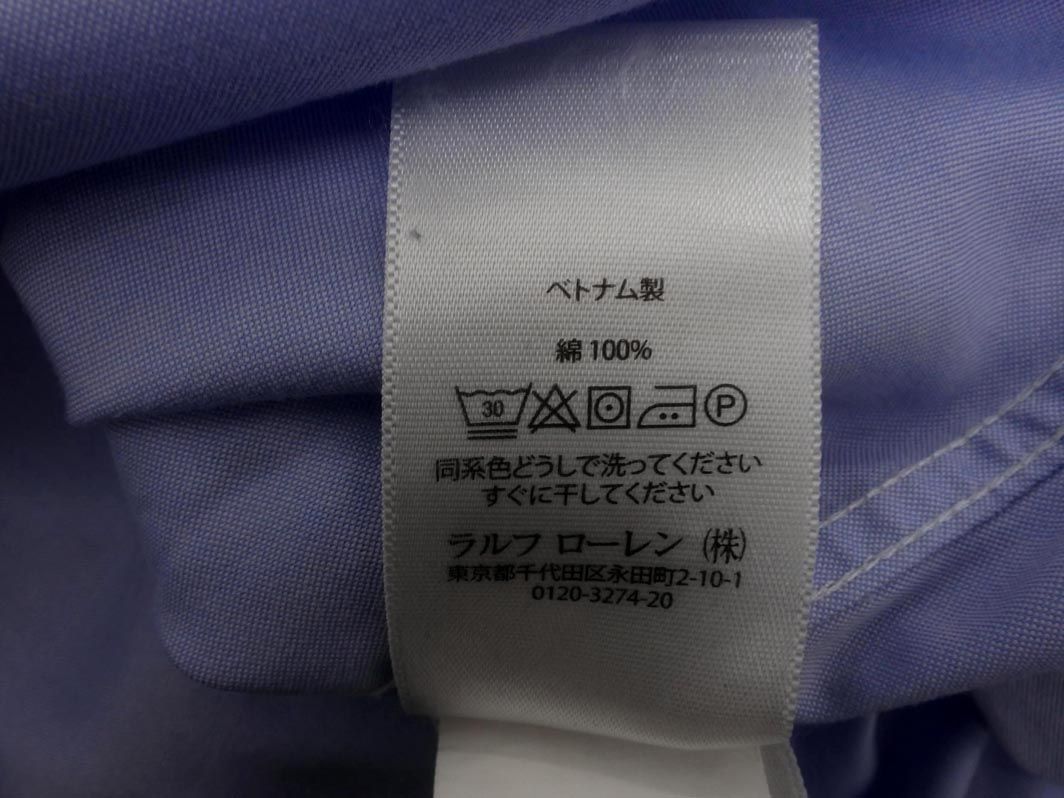 ベトナム製
綿 100%
30 P
同系色どうしで洗ってください
すぐに干してください
ラルフ ローレン (株)
東京都千代田区永田町2-10-1
0120-3274-20